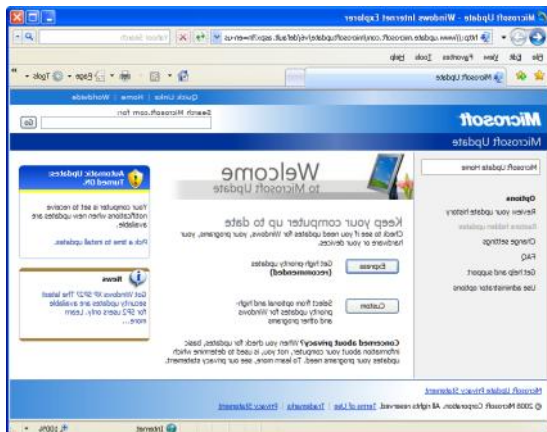 Microsoft Update - Windows Internet Explorer
http://www.update.microsoft.com/microsoftupdate/v6/default.aspx?ln=en-us
Yahoo! Search
File Edit View Favorites Tools Help
Microsoft Update
Page Tools
Quick Links | Home | Worldwide
Search Microsoft.com for:
Go
Microsoft
Microsoft Update
Microsoft Update Home
Options
Review your update history
Restore hidden updates
Change settings
FAQ
Get help and support
Use administrator options
Welcome
to Microsoft Update
Keep your computer up to date
Check to see if you need updates for Windows, your programs, your
hardware or your devices.
Express
Get high-priority updates
(recommended)
Custom
Select from optional and high-
priority updates for Windows
and other programs
Concerned about privacy? When you check for updates, basic
information about your computer, not you, is used to determine which
updates your programs need. To learn more, see our privacy statement.
Automatic Updates:
Turned ON.
Your computer is set to receive
notifications when new updates are
available.
Pick a time to install updates.
News
Got Windows XP SP2? The latest
security updates are available
for SP2 users only. Learn
more...
Microsoft Update Privacy Statement
© 2008 Microsoft Corporation. All rights reserved. Terms of Use | Trademarks | Privacy Statement
Internet
100%